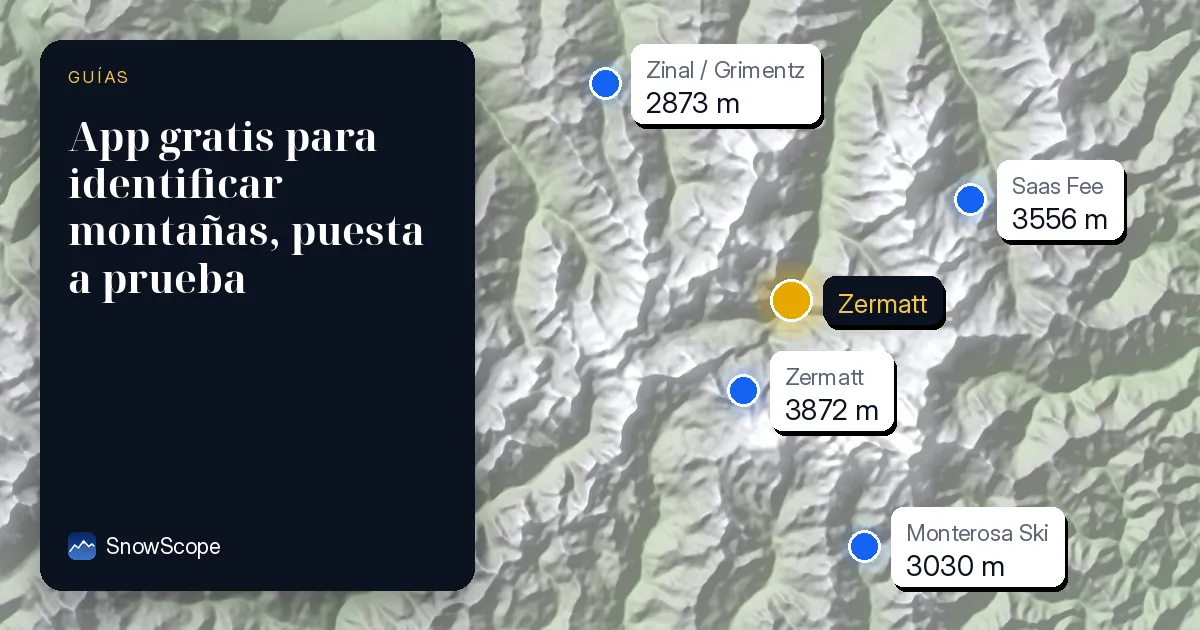 GUÍAS
App gratis para
identificar
montañas, puesta
a prueba
SnowScope
Zinal / Grimentz
2873 m
Saas Fee
3556 m
Zermatt
Zermatt
3872 m
Monterosa Ski
3030 m